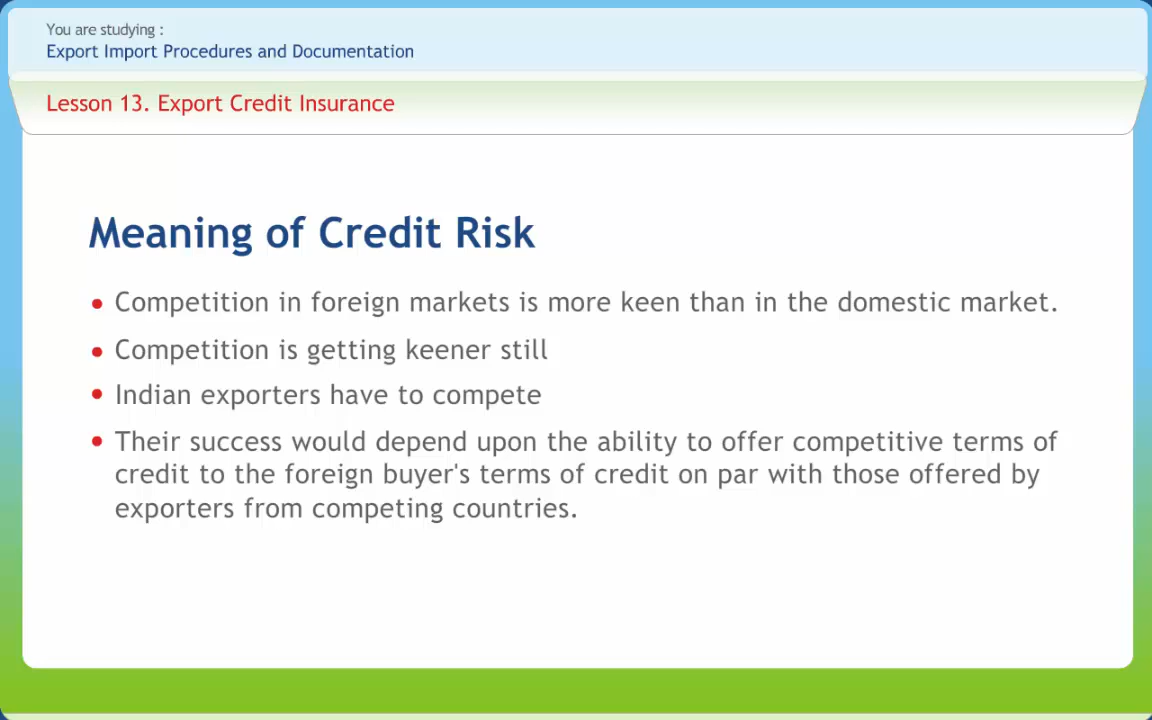 You are studying :
Export Import Procedures and Documentation
Lesson 13. Export Credit Insurance
Meaning of Credit Risk
• Competition in foreign markets is more keen than in the domestic market.
• Competition is getting keener still
• Indian exporters have to compete
• Their success would depend upon the ability to offer competitive terms of
credit to the foreign buyer's terms of credit on par with those offered by
exporters from competing countries.